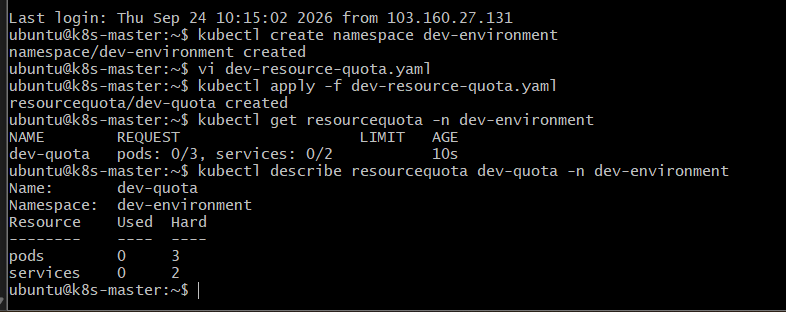 Last login: Thu Sep 24 10:15:02 2026 from 103.160.27.131
ubuntu@k8s-master:~$ kubectl create namespace dev-environment
namespace/dev-environment created
ubuntu@k8s-master:~$ vi dev-resource-quota.yaml
ubuntu@k8s-master:~$ kubectl apply -f dev-resource-quota.yaml
resourcequota/dev-quota created
ubuntu@k8s-master:~$ kubectl get resourcequota -n dev-environment
NAME        REQUEST                    LIMIT   AGE
dev-quota   pods: 0/3, services: 0/2           10s
ubuntu@k8s-master:~$ kubectl describe resourcequota dev-quota -n dev-environment
Name:       dev-quota
Namespace:  dev-environment
Resource    Used  Hard
--------    ----  ----
pods        0     3
services    0     2
ubuntu@k8s-master:~$